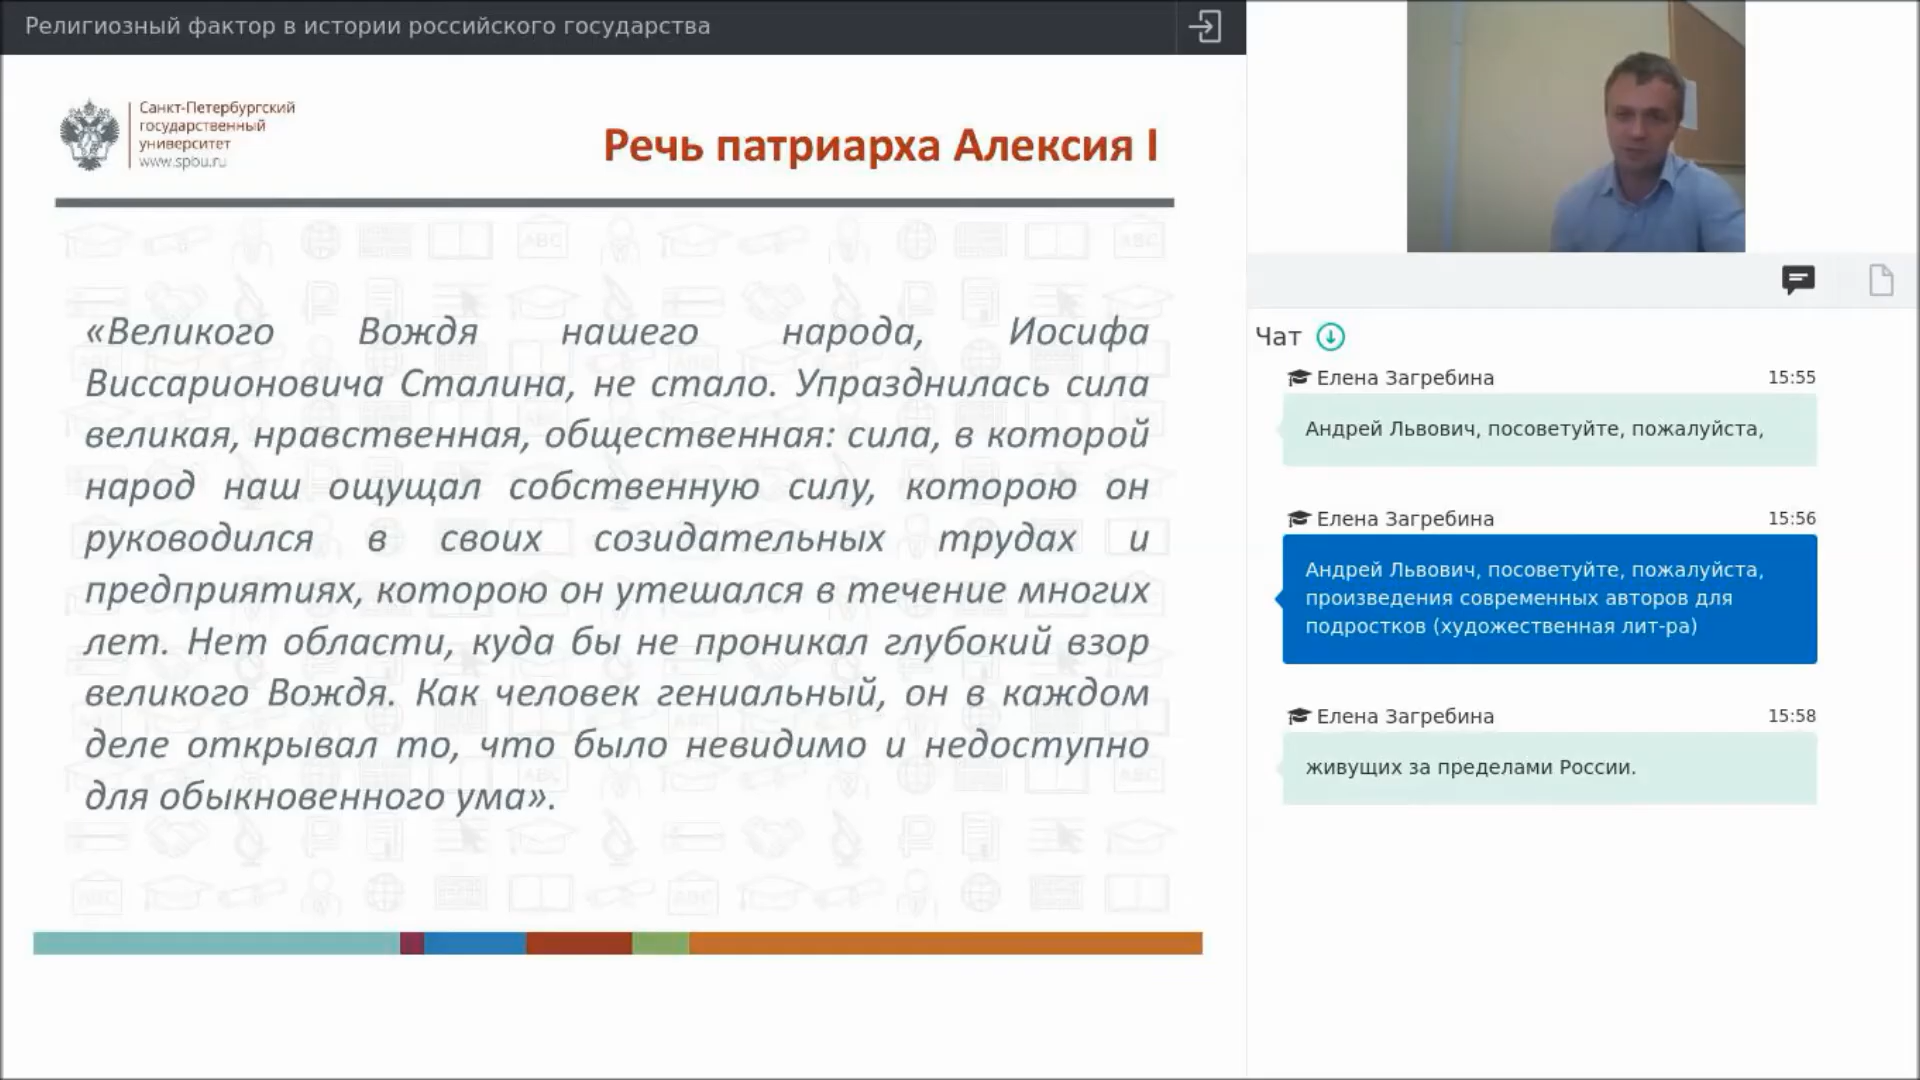 Религиозный фактор в истории российского государства
Санкт-Петербургский
государственный
университет
www.spbu.ru
Речь патриарха Алексия I
«Великого Вождя нашего народа, Иосифа
Виссарионовича Сталина, не стало. Упразднилась сила
великая, нравственная, общественная: сила, в которой
народ наш ощущал собственную силу, которою он
руководился в своих созидательных трудах и
предприятиях, которою он утешался в течение многих
лет. Нет области, куда бы не проникал глубокий взор
великого Вождя. Как человек гениальный, он в каждом
деле открывал то, что было невидимо и недоступно
для обыкновенного ума».
Чат
Елена Загребина 15:55
Андрей Львович, посоветуйте, пожалуйста,
Елена Загребина 15:56
Андрей Львович, посоветуйте, пожалуйста,
произведения современных авторов для
подростков (художественная лит-ра)
Елена Загребина 15:58
живущих за пределами России.